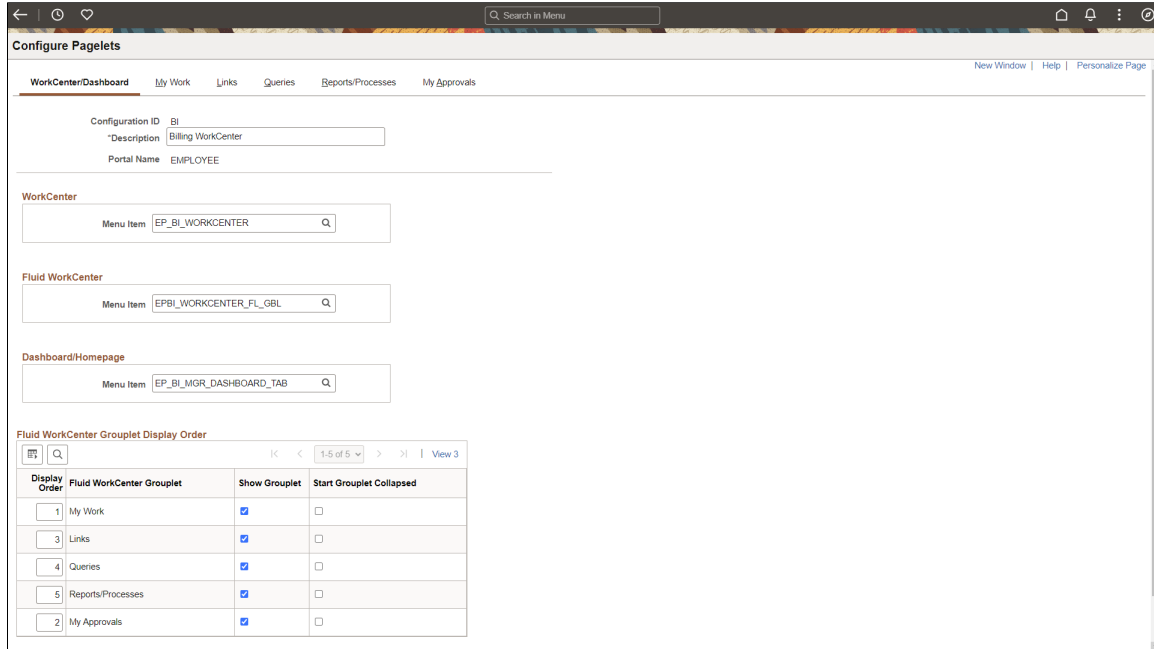 Search in Menu
Configure Pagelets
New Window | Help | Personalize Page
WorkCenter/Dashboard My Work Links Queries Reports/Processes My Approvals
Configuration ID BI
*Description Billing WorkCenter
Portal Name EMPLOYEE
WorkCenter
Menu Item EP_BI_WORKCENTER
Fluid WorkCenter
Menu Item EPBI_WORKCENTER_FL_GBL
Dashboard/Homepage
Menu Item EP_BI_MGR_DASHBOARD_TAB
Fluid WorkCenter Grouplet Display Order
1-5 of 5 | View 3
Display Order Fluid WorkCenter Grouplet Show Grouplet Start Grouplet Collapsed
1 My Work
3 Links
4 Queries
5 Reports/Processes
2 My Approvals